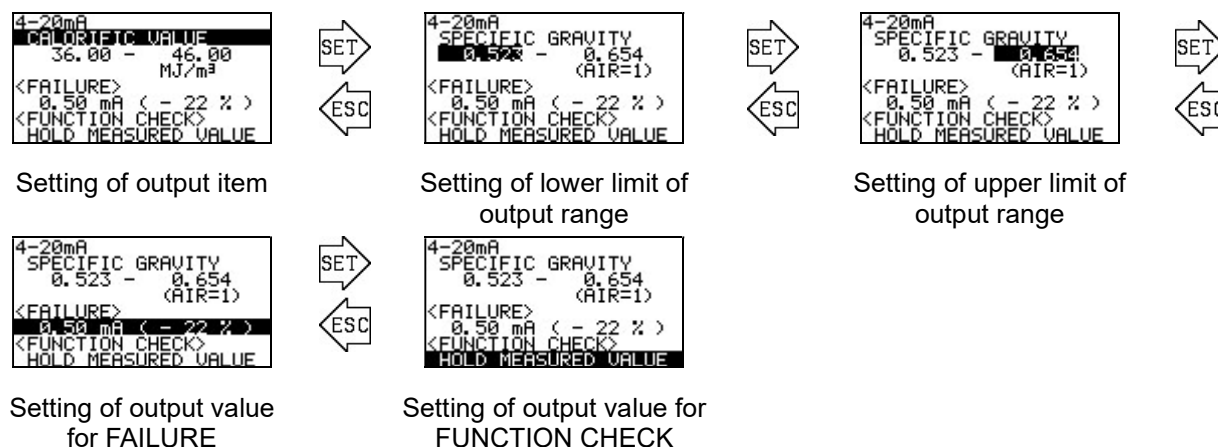 4-20mA
CALORIFIC VALUE
36.00 - 46.00
MJ/m³
<FAILURE>
0.50 mA ( - 22 % )
<FUNCTION CHECK>
HOLD MEASURED VALUE
SET
ESC
4-20mA
SPECIFIC GRAVITY
0.523 - 0.654
(AIR=1)
<FAILURE>
0.50 mA ( - 22 % )
<FUNCTION CHECK>
HOLD MEASURED VALUE
SET
ESC
4-20mA
SPECIFIC GRAVITY
0.523 - 0.654
(AIR=1)
<FAILURE>
0.50 mA ( - 22 % )
<FUNCTION CHECK>
HOLD MEASURED VALUE
SET
ESC
Setting of output item
Setting of lower limit of
output range
Setting of upper limit of
output range
4-20mA
SPECIFIC GRAVITY
0.523 - 0.654
(AIR=1)
<FAILURE>
0.50 mA ( - 22 % )
<FUNCTION CHECK>
HOLD MEASURED VALUE
SET
ESC
4-20mA
SPECIFIC GRAVITY
0.523 - 0.654
(AIR=1)
<FAILURE>
0.50 mA ( - 22 % )
<FUNCTION CHECK>
HOLD MEASURED VALUE
Setting of output value
for FAILURE
Setting of output value for
FUNCTION CHECK